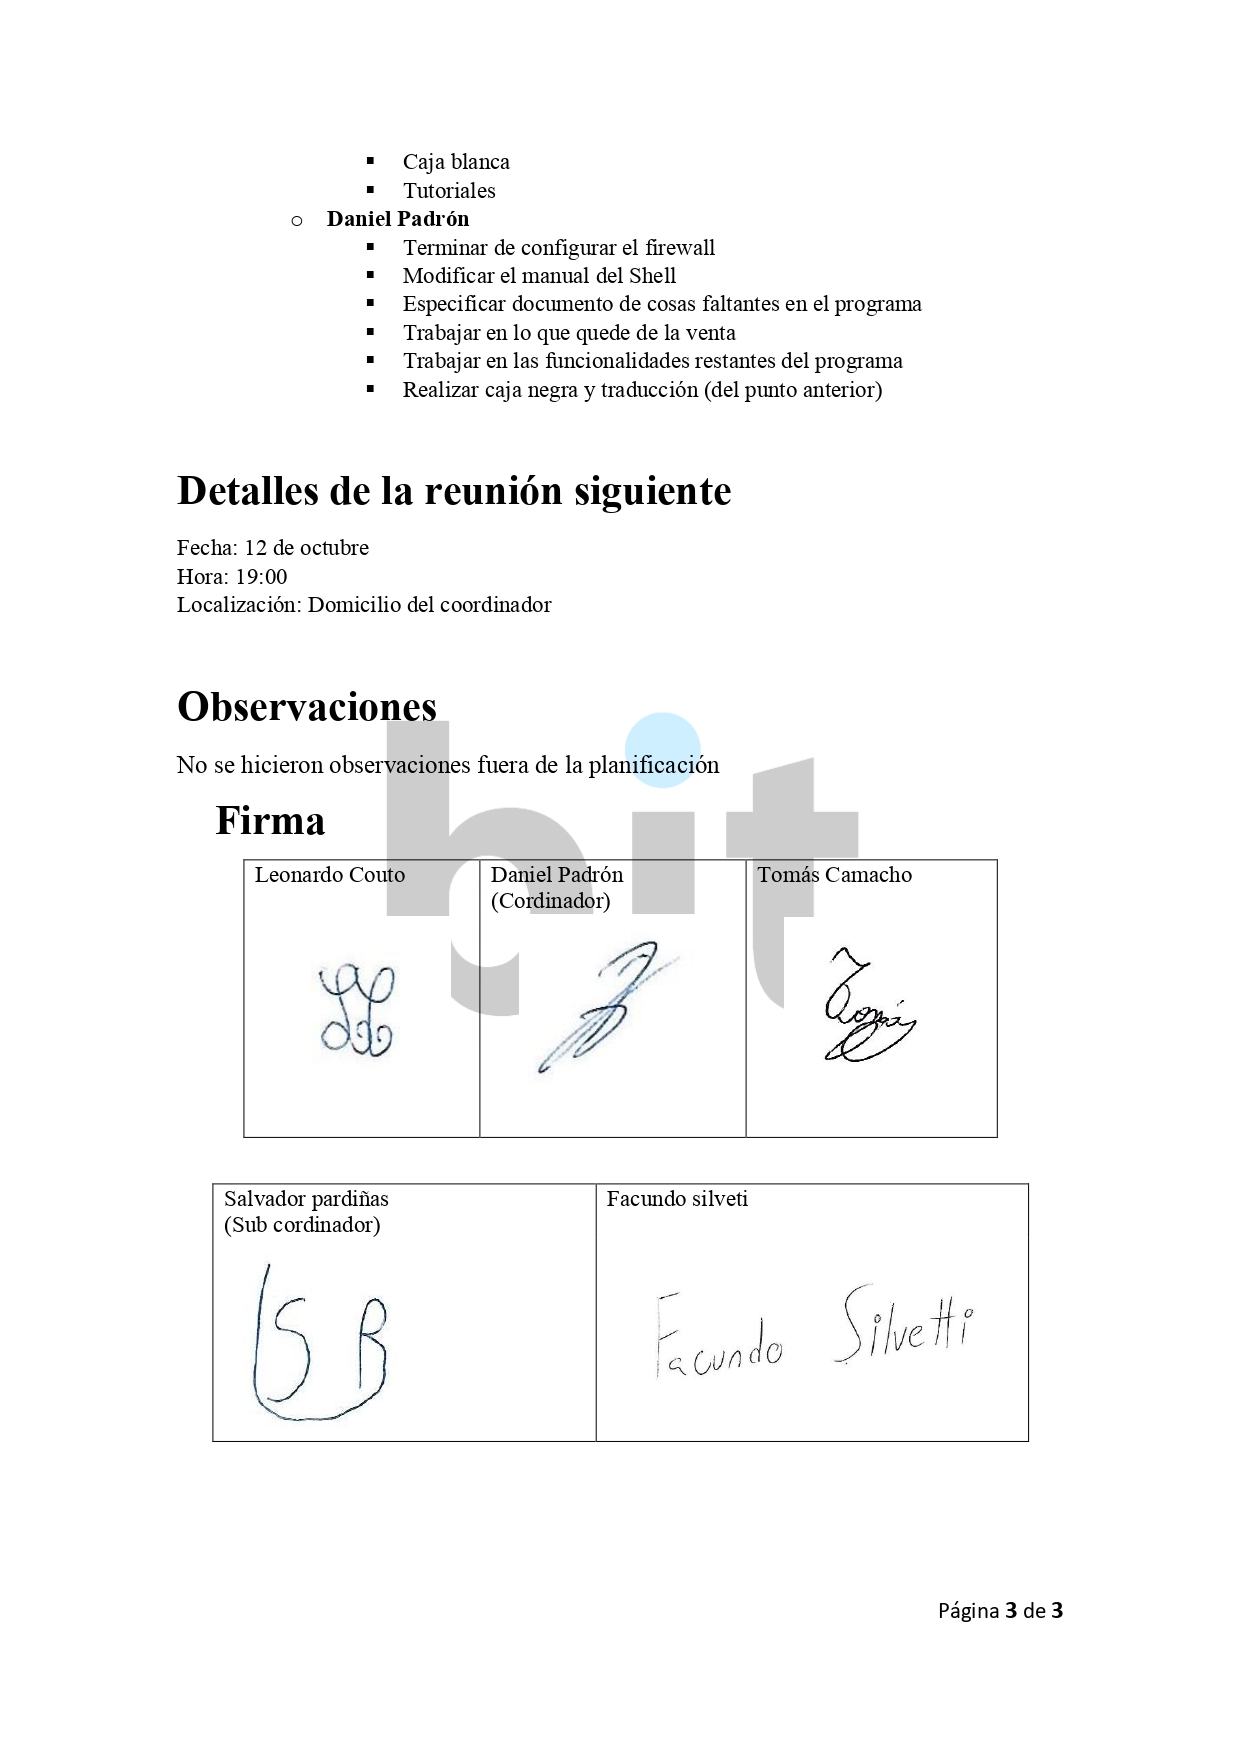 ▪ Caja blanca
▪ Tutoriales
o Daniel Padrón
▪ Terminar de configurar el firewall
▪ Modificar el manual del Shell
▪ Especificar documento de cosas faltantes en el programa
▪ Trabajar en lo que quede de la venta
▪ Trabajar en las funcionalidades restantes del programa
▪ Realizar caja negra y traducción (del punto anterior)
Detalles de la reunión siguiente
Fecha: 12 de octubre
Hora: 19:00
Localización: Domicilio del coordinador
Observaciones
No se hicieron observaciones fuera de la planificación
bit
Firma
Leonardo Couto
Daniel Padrón
(Cordinador)
Tomás Camacho
Tomás
Salvador pardiñas
(Sub cordinador)
Facundo silveti
S B
Facundo Silvetti
Página 3 de 3